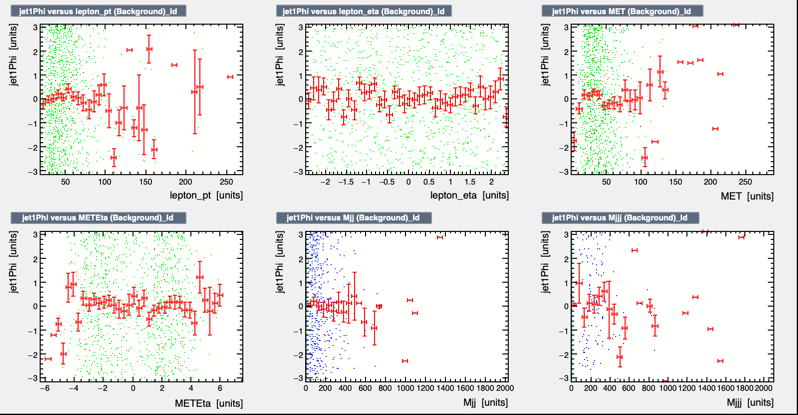 jet1Phi versus lepton_pt (Background)_Id
jet1Phi versus lepton_eta (Background)_Id
jet1Phi versus MET (Background)_Id
jet1Phi [units]
3
2
1
0
−1
−2
−3
50 100 150 200 250
lepton_pt [units]
jet1Phi [units]
3
2
1
0
−1
−2
−3
−2 −1.5 −1 −0.5 0 0.5 1 1.5 2
lepton_eta [units]
jet1Phi [units]
3
2
1
0
−1
−2
−3
50 100 150 200 250
MET [units]
jet1Phi versus METEta (Background)_Id
jet1Phi versus Mjj (Background)_Id
jet1Phi versus Mjjj (Background)_Id
jet1Phi [units]
3
2
1
0
−1
−2
−3
−6 −4 −2 0 2 4 6
METEta [units]
jet1Phi [units]
3
2
1
0
−1
−2
−3
0 200 400 600 800 1000 1200 1400 1600 1800 2000
Mjj [units]
jet1Phi [units]
3
2
1
0
−1
−2
−3
0 200 400 600 800 1000 1200 1400 1600 1800 2000
Mjjj [units]